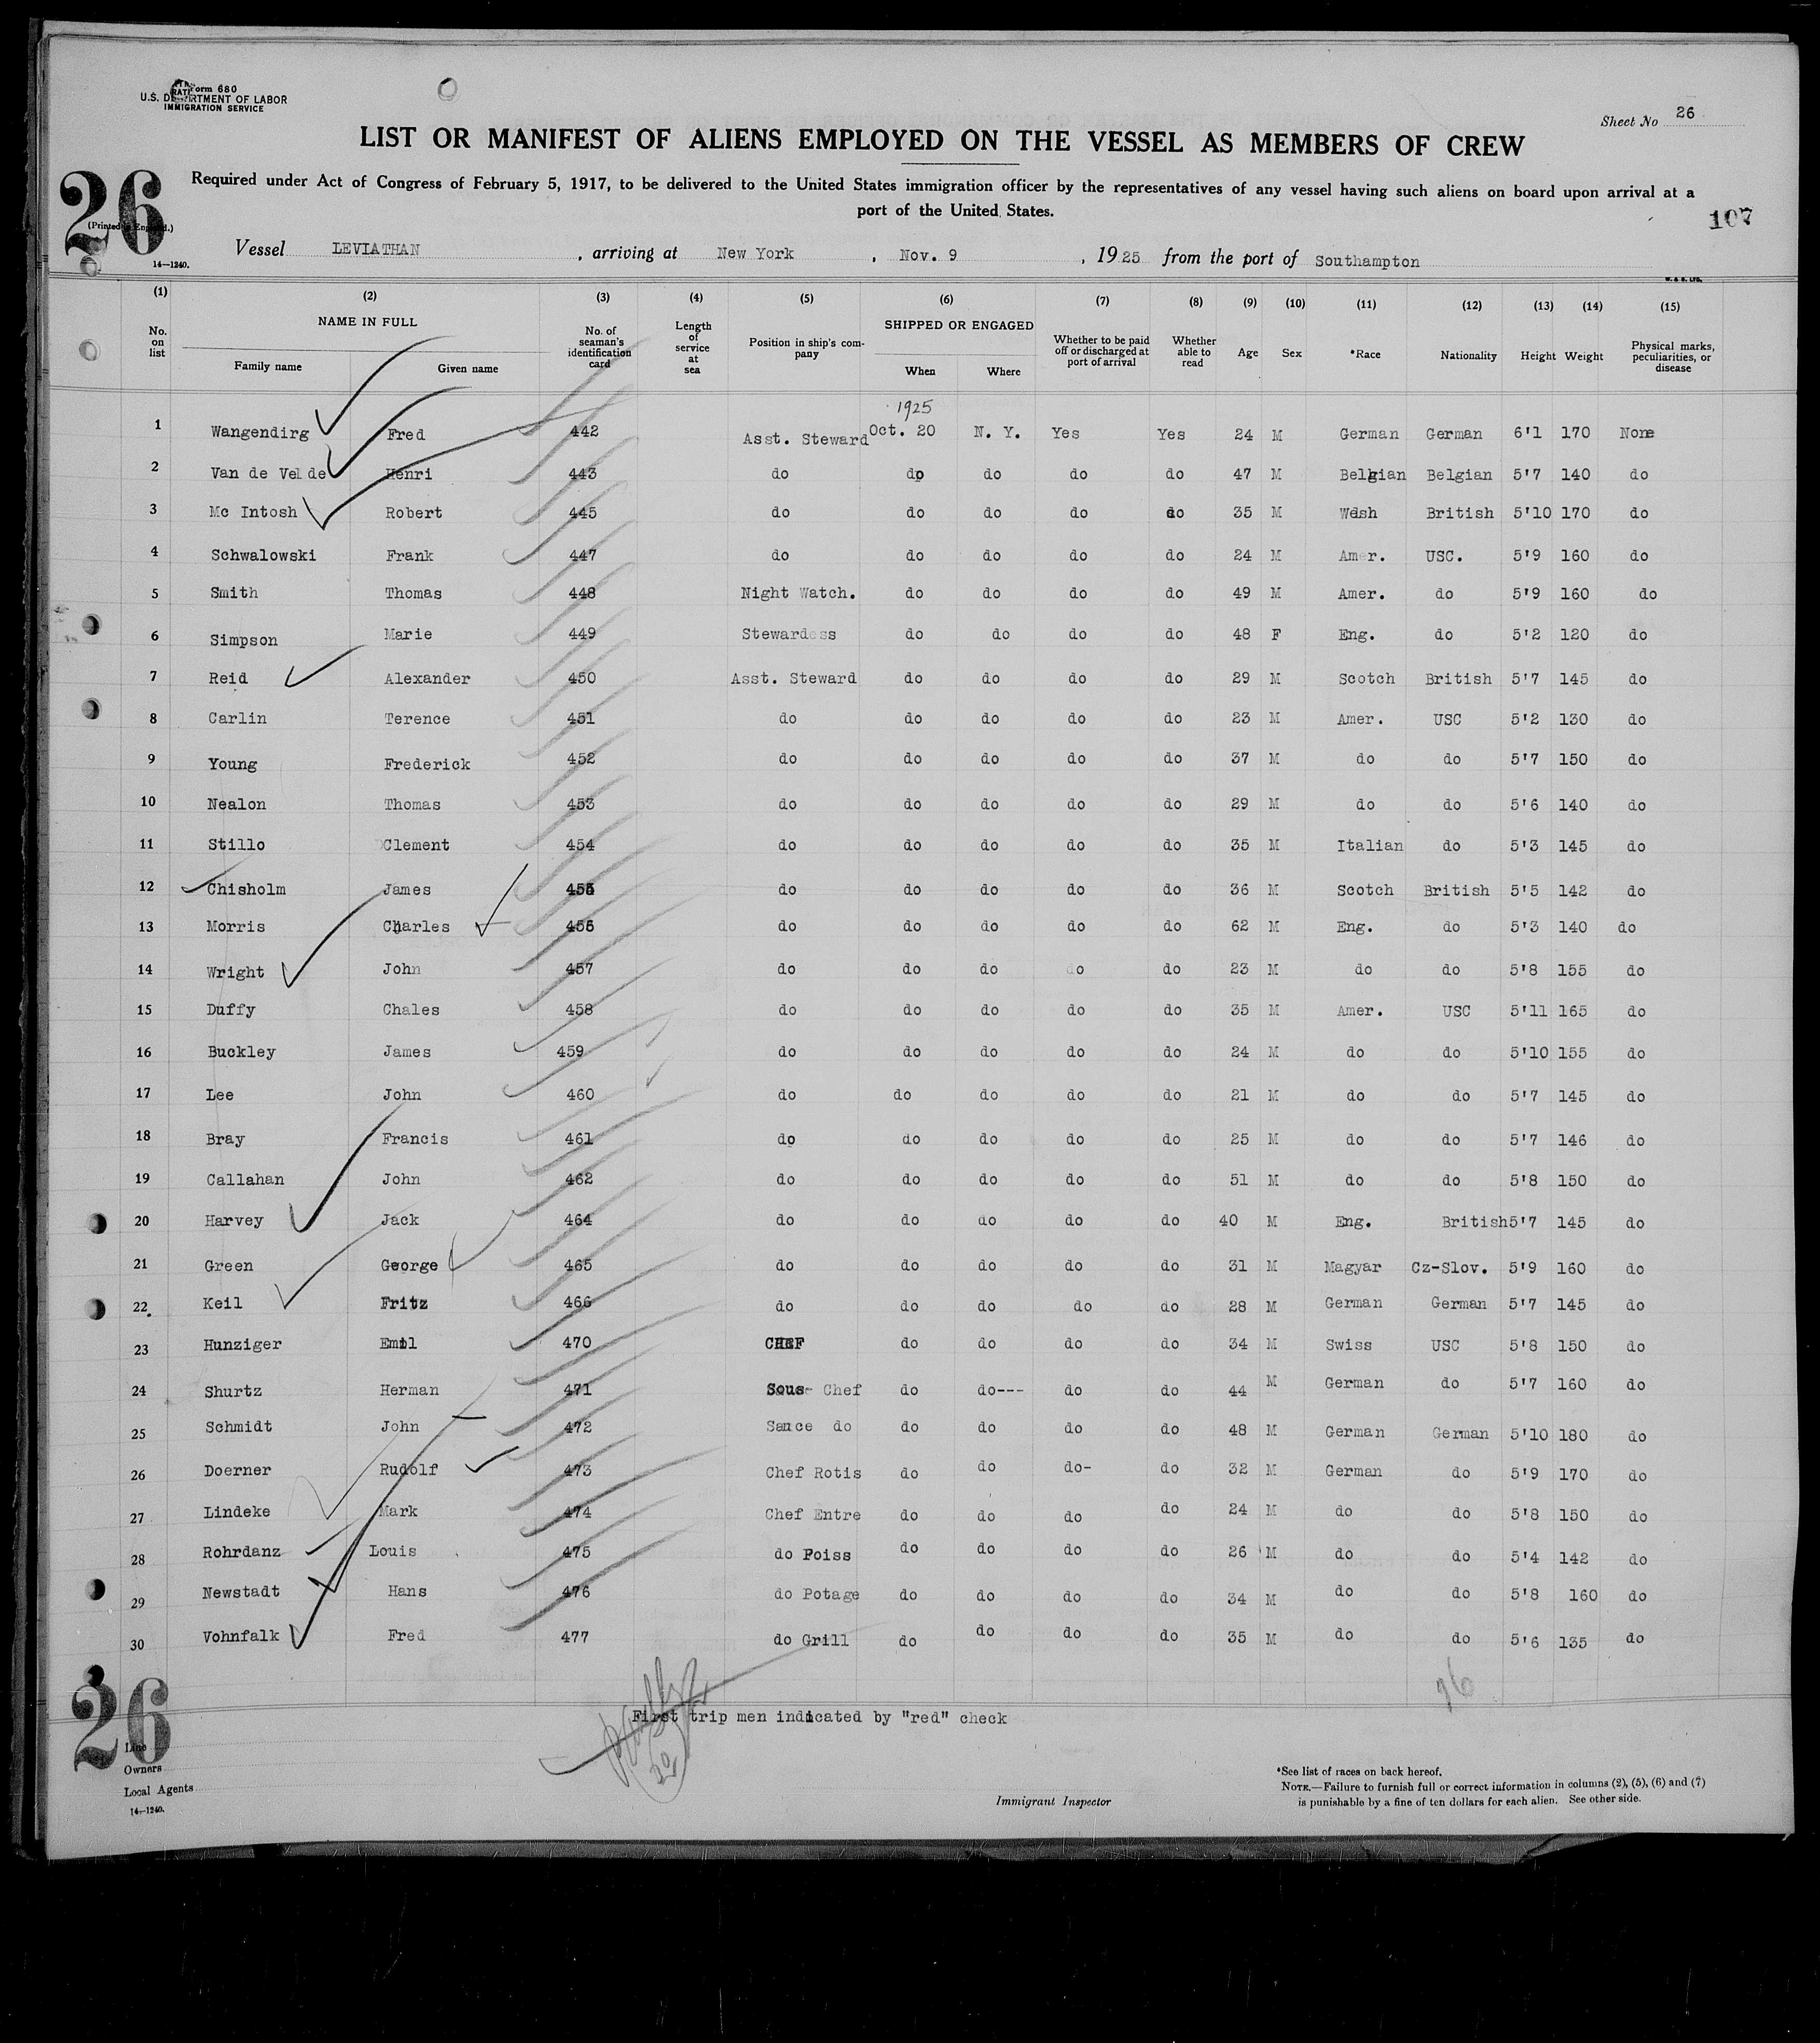 Form 680
U.S. DEPARTMENT OF LABOR
IMMIGRATION SERVICE
Sheet No 26
LIST OR MANIFEST OF ALIENS EMPLOYED ON THE VESSEL AS MEMBERS OF CREW
26
(Printed in England.)
Required under Act of Congress of February 5, 1917, to be delivered to the United States immigration officer by the representatives of any vessel having such aliens on board upon arrival at a
port of the United States.
107
Vessel LEVIATHAN , arriving at New York , Nov. 9 , 1925 from the port of Southampton
14-1240.
W. & S. LTD.
(1) (2) (3) (4) (5) (6) (7) (8) (9) (10) (11) (12) (13) (14) (15)
No. on list NAME IN FULL Family name Given name No. of seaman's identification card Length of service at sea Position in ship's company SHIPPED OR ENGAGED When Where Whether to be paid off or discharged at port of arrival Whether able to read Age Sex *Race Nationality Height Weight Physical marks, peculiarities, or disease
1925
1 Wangendirg Fred 442 Asst. Steward Oct. 20 N. Y. Yes Yes 24 M German German 6'1 170 None
2 Van de Velde Henri 443 do do do do do 47 M Belgian Belgian 5'7 140 do
3 Mc Intosh Robert 445 do do do do do 35 M British 5'10 170 do
4 Schwalowski Frank 447 do do do do do 24 M Amer. USC. 5'9 160 do
5 Smith Thomas 448 Night Watch. do do do do 49 M Amer. do 5'9 160 do
6 Simpson Marie 449 Stewardess do do do do 48 F Eng. do 5'2 120 do
7 Reid Alexander 450 Asst. Steward do do do do 29 M Scotch British 5'7 145 do
8 Carlin Terence 451 do do do do do 23 M Amer. USC 5'2 130 do
9 Young Frederick 452 do do do do do 37 M do do 5'7 150 do
10 Nealon Thomas 453 do do do do do 29 M do do 5'6 140 do
11 Stillo Clement 454 do do do do do 35 M Italian do 5'3 145 do
12 Chisholm James 455 do do do do do 36 M Scotch British 5'5 142 do
13 Morris Charles 456 do do do do do 62 M Eng. do 5'3 140 do
14 Wright John 457 do do do do do 23 M do do 5'8 155 do
15 Duffy Chales 458 do do do do do 35 M Amer. USC 5'11 165 do
16 Buckley James 459 do do do do do 24 M do do 5'10 155 do
17 Lee John 460 do do do do do 21 M do do 5'7 145 do
18 Bray Francis 461 do do do do do 25 M do do 5'7 146 do
19 Callahan John 462 do do do do do 51 M do do 5'8 150 do
20 Harvey Jack 464 do do do do do 40 M Eng. British 5'7 145 do
21 Green George 465 do do do do do 31 M Magyar Cz-Slov. 5'9 160 do
22. Keil Fritz 466 do do do do do 28 M German German 5'7 145 do
23 Hunziger Emil 470 CHEF do do do do 34 M Swiss USC 5'8 150 do
24 Shurtz Herman 471 Sous- Chef do do--- do do 44 M German do 5'7 160 do
25 Schmidt John 472 Sauce do do do do do 48 M German German 5'10 180 do
26 Doerner Rudolf 473 Chef Rotis do do do- do 32 M German do 5'9 170 do
27 Lindeke Mark 474 Chef Entre do do do do 24 M do do 5'8 150 do
28 Rohrdanz Louis 475 do Poiss do do do do 26 M do do 5'4 142 do
29 Newstadt Hans 476 do Potage do do do do 34 M do do 5'8 160 do
30 Vohnfalk Fred 477 do Grill do do do do 35 M do do 5'6 135 do
26
First trip men indicated by "red" check
Line
Owners
Local Agents
14-1240.
Immigrant Inspector
*See list of races on back hereof.
NOTE.—Failure to furnish full or correct information in columns (2), (5), (6) and (7)
is punishable by a fine of ten dollars for each alien. See other side.